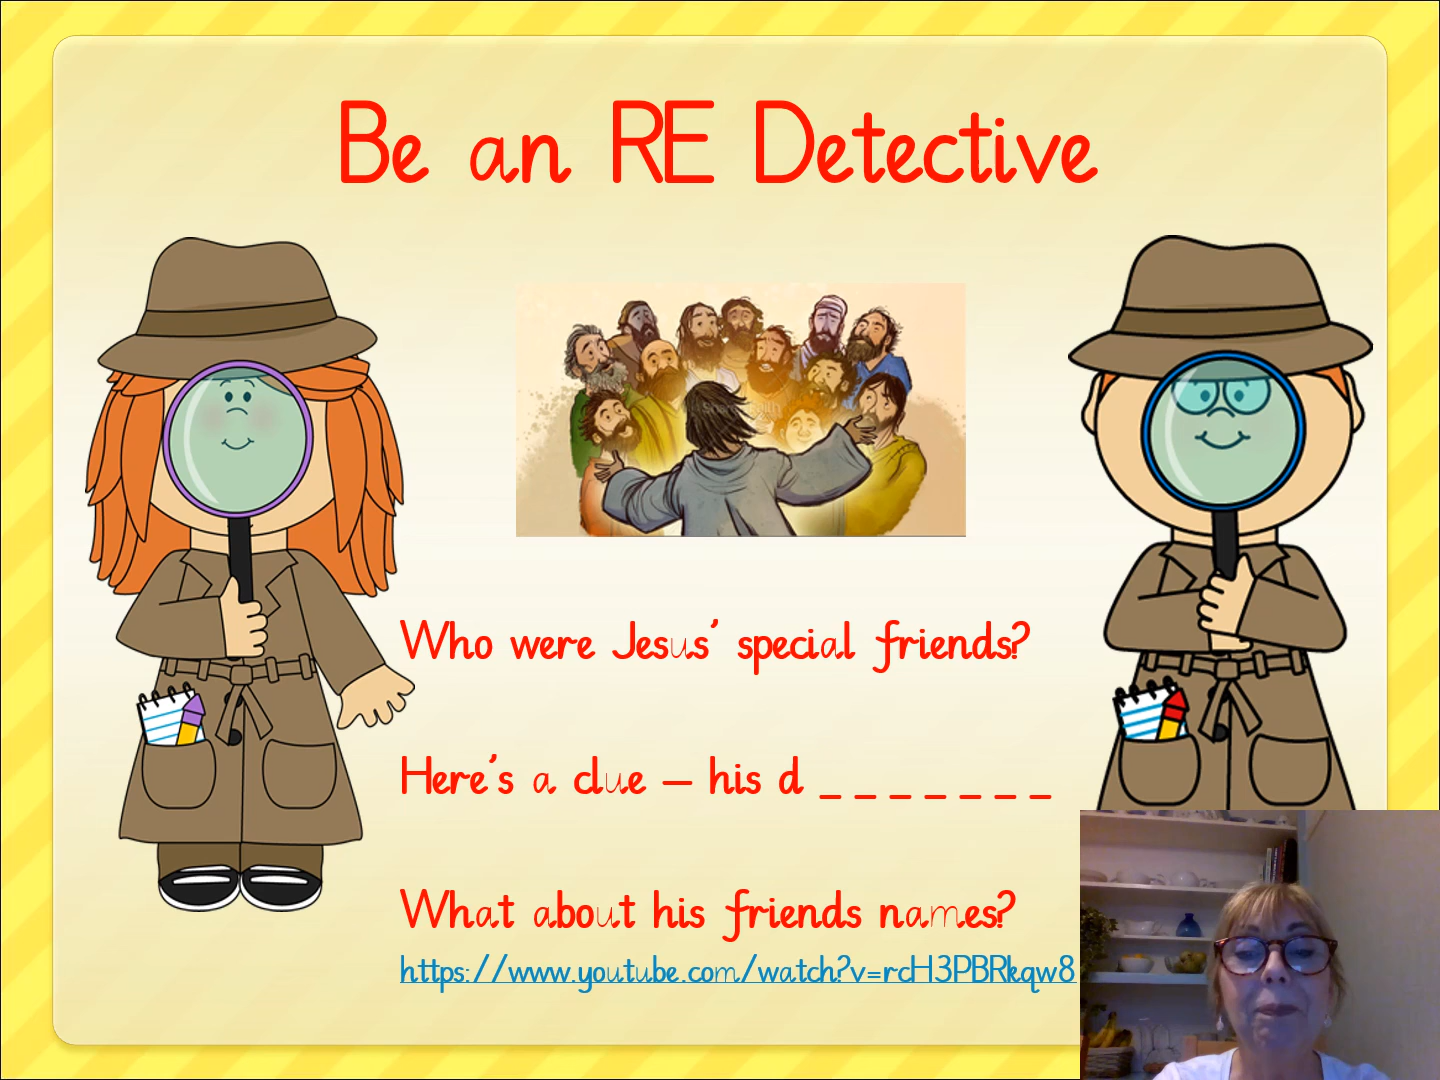 Be an RE Detective
Who were Jesus' special friends?
Here's a clue – his d _ _ _ _ _ _ _
What about his friends names?
https://www.youtube.com/watch?v=rcH3PBRkqw8